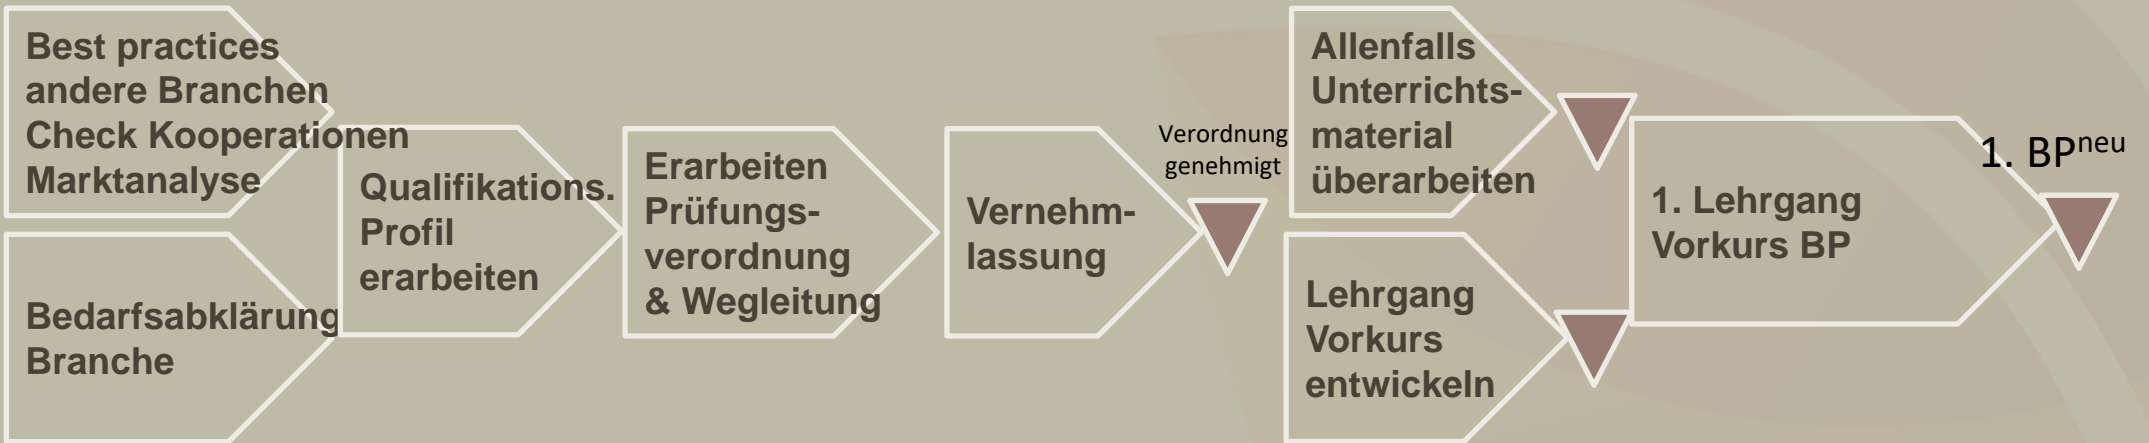 Best practices
andere Branchen
Check Kooperationen
Marktanalyse
Bedarfsabklärung
Branche
Qualifikations.
Profil
erarbeiten
Erarbeiten
Prüfungs-
verordnung
& Wegleitung
Vernehm-
lassung
Verordnung
genehmigt
Allenfalls
Unterrichts-
material
überarbeiten
Lehrgang
Vorkurs
entwickeln
1. Lehrgang
Vorkurs BP
1. BPneu